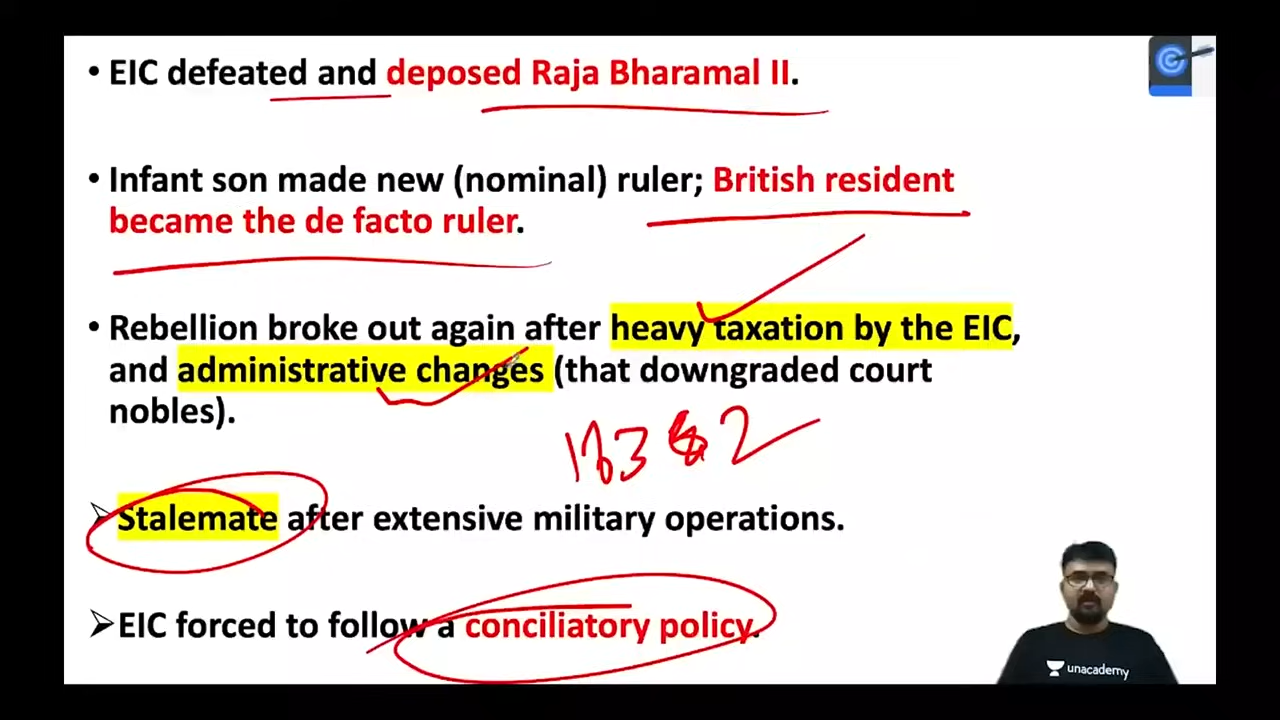 • EIC defeated and deposed Raja Bharamal II.
• Infant son made new (nominal) ruler; British resident
became the de facto ruler.
• Rebellion broke out again after heavy taxation by the EIC,
and administrative changes (that downgraded court
nobles).
➢ Stalemate after extensive military operations.
➢ EIC forced to follow a conciliatory policy.
unacademy